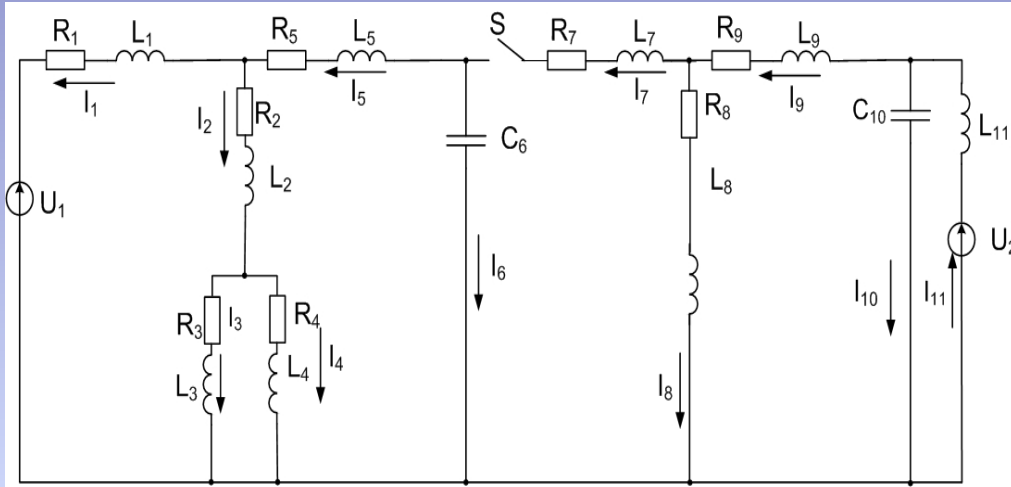 R₁ L₁ R₅ L₅ S R₇ L₇ R₉ L₉
I₁ I₅ I₇ I₉
I₂ R₂ R₈ C₁₀
C₆ L₁₁
L₂ L₈
U₁ U₂
I₆ I₁₀ I₁₁
R₃ I₃ R₄
L₃ L₄ I₄ I₈